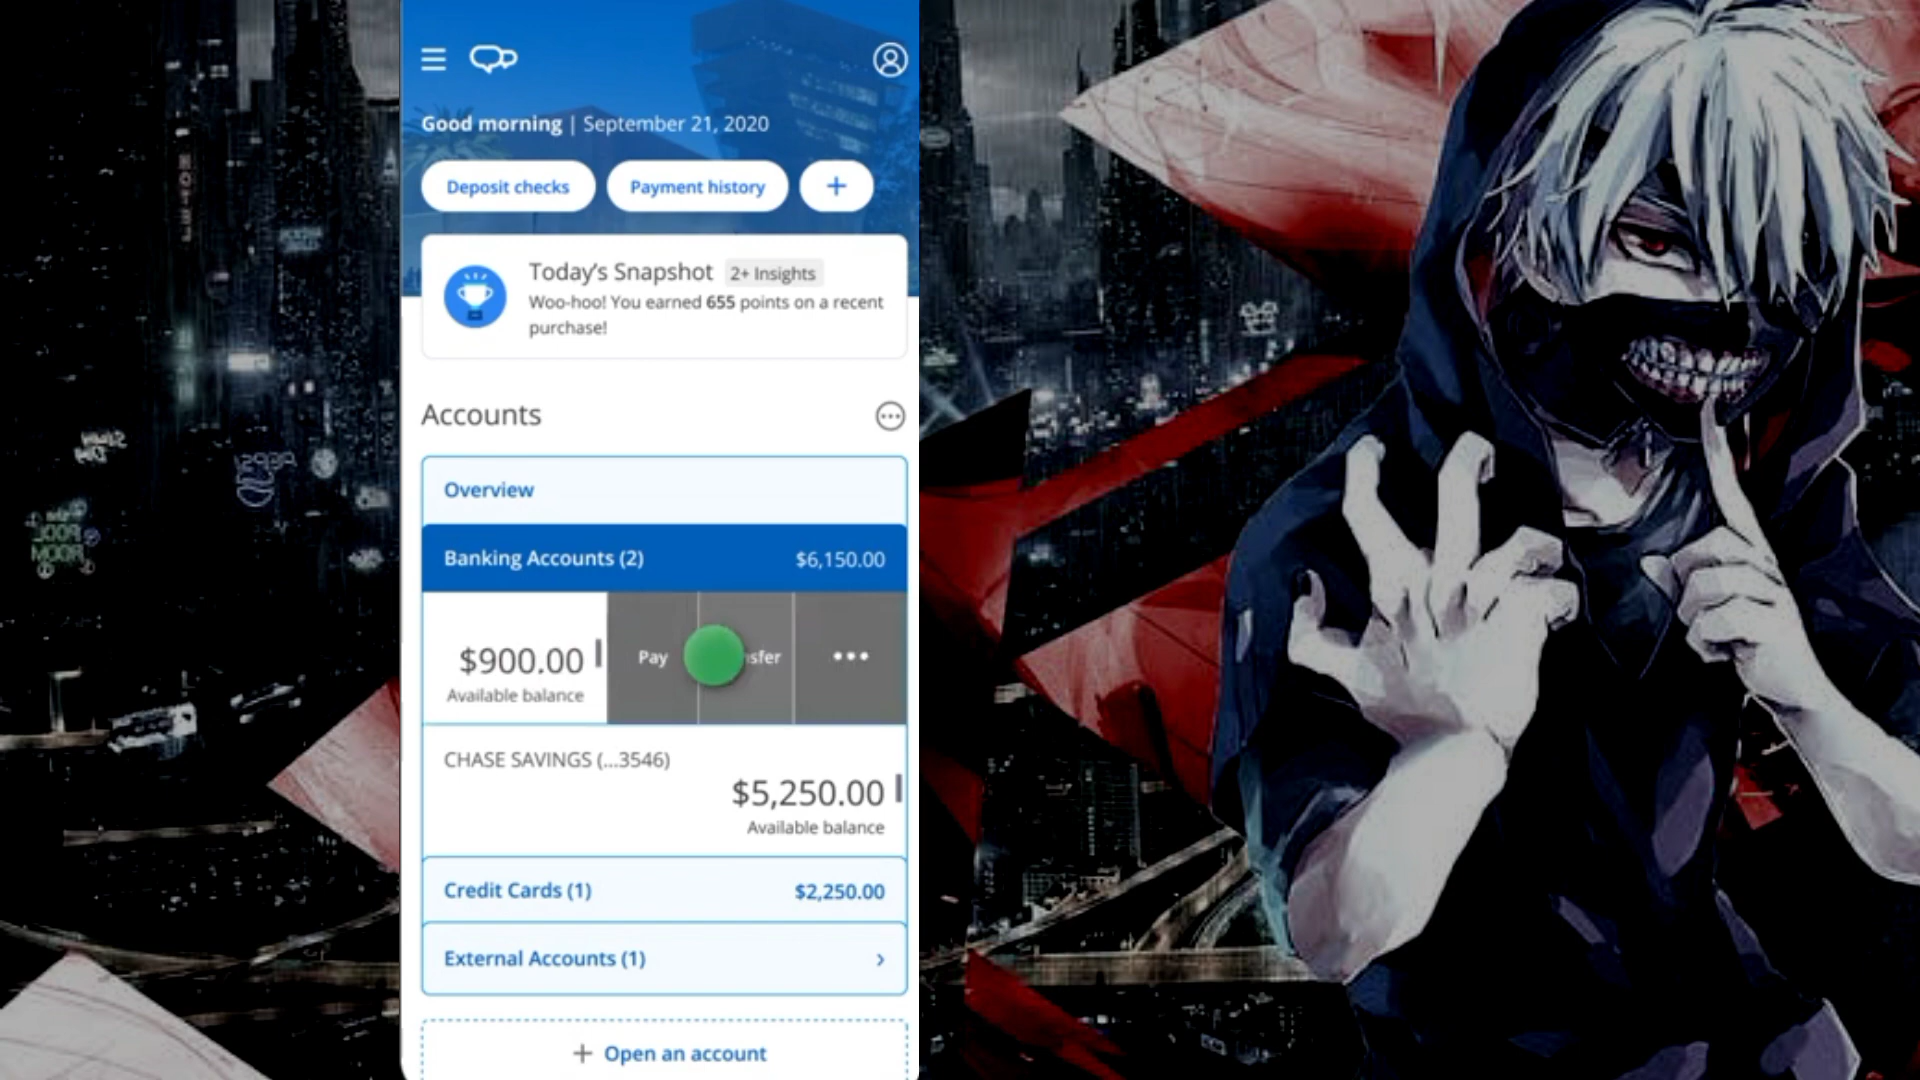 Good morning | September 21, 2020
Deposit checks
Payment history
+
Today's Snapshot 2+ Insights
Woo-hoo! You earned 655 points on a recent
purchase!
Accounts
Overview
Banking Accounts (2) $6,150.00
$900.00
Available balance
Pay
nsfer
CHASE SAVINGS (...3546)
$5,250.00
Available balance
Credit Cards (1) $2,250.00
External Accounts (1)
+ Open an account